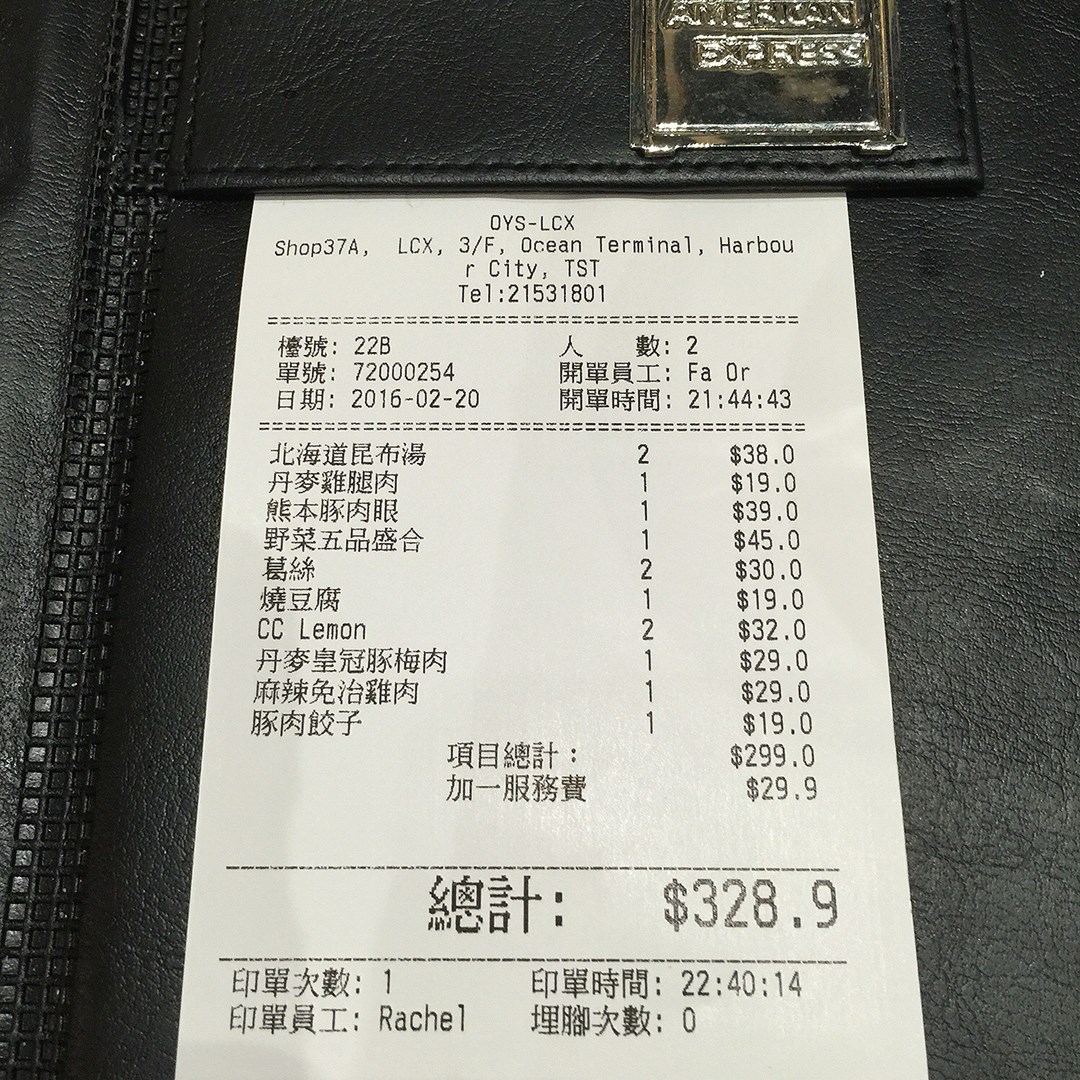 AMERICAN
EXPRESS
OYS-LCX
Shop37A, LCX, 3/F, Ocean Terminal, Harbou
r City, TST
Tel:21531801
========================================
檯號: 22B 人 數: 2
單號: 72000254 開單員工: Fa Or
日期: 2016-02-20 開單時間: 21:44:43
========================================
北海道昆布湯 2 $38.0
丹麥雞腿肉 1 $19.0
熊本豚肉眼 1 $39.0
野菜五品盛合 1 $45.0
葛絲 2 $30.0
燒豆腐 1 $19.0
CC Lemon 2 $32.0
丹麥皇冠豚梅肉 1 $29.0
麻辣免治雞肉 1 $29.0
豚肉餃子 1 $19.0
項目總計: $299.0
加一服務費 $29.9
總計: $328.9
印單次數: 1 印單時間: 22:40:14
印單員工: Rachel 埋腳次數: 0